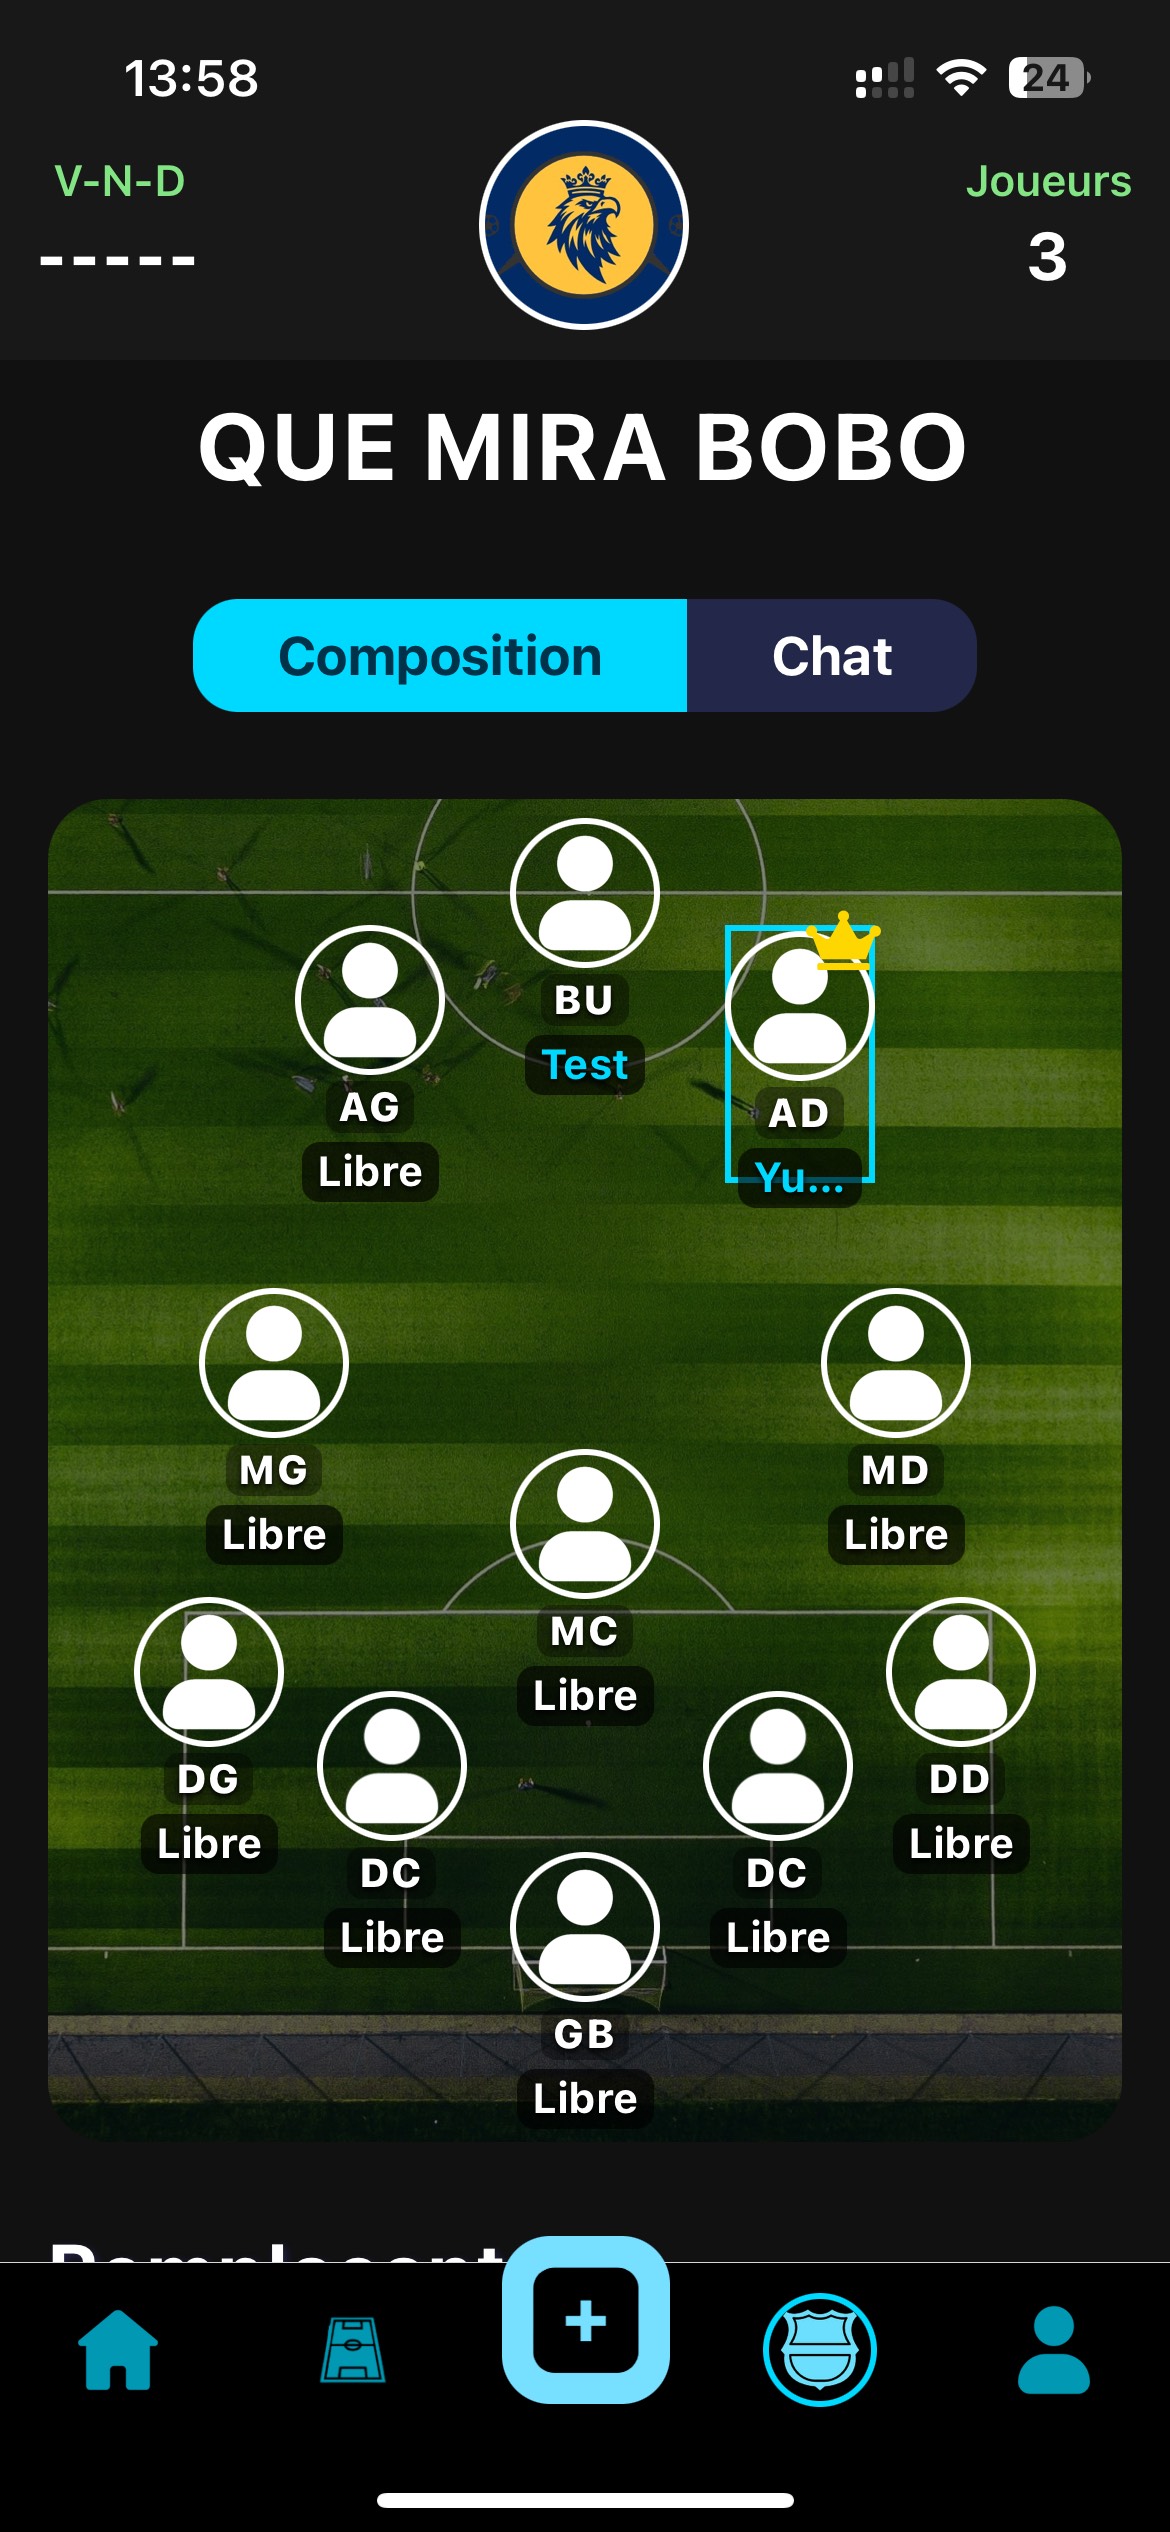 13:58
24
V-N-D
-----
Joueurs
3
QUE MIRA BOBO
Composition
Chat
BU
Test
AG
Libre
AD
Yu...
MG
Libre
MD
Libre
MC
Libre
DG
Libre
DD
Libre
DC
Libre
DC
Libre
GB
Libre